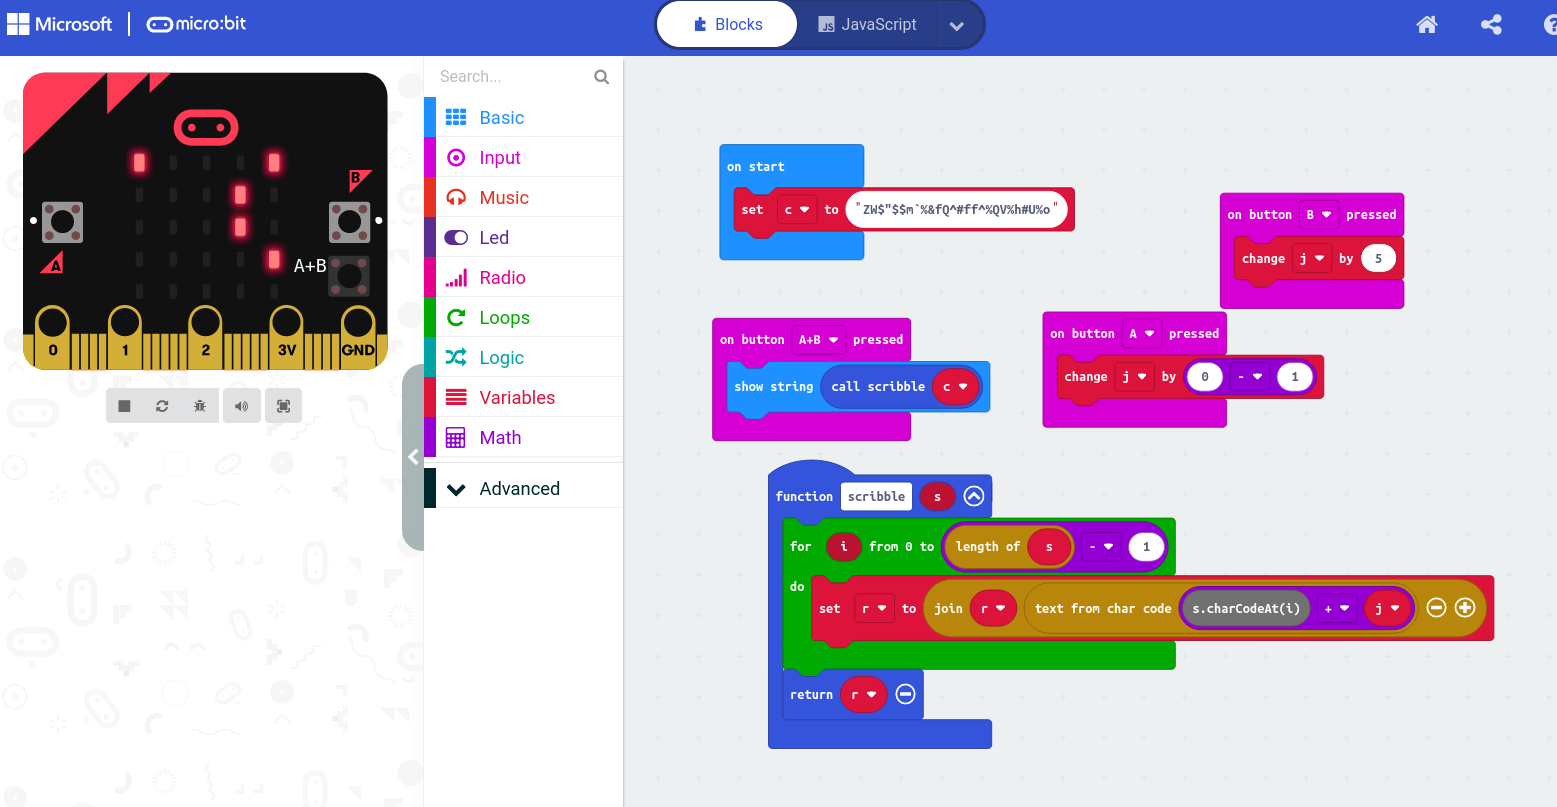 Microsoft micro:bit Blocks JavaScript
Search...
Basic
Input
Music
Led
Radio
Loops
Logic
Variables
Math
Advanced
B
A
A+B
0 1 2 3V GND
on start
set c to "ZW$"$$m`%&fQ^#ff^%QV%h#U%o"
on button B pressed
change j by 5
on button A+B pressed
show string call scribble c
on button A pressed
change j by 0 - 1
function scribble s
for i from 0 to length of s - 1
do
set r to join r text from char code s.charCodeAt(i) + j
return r